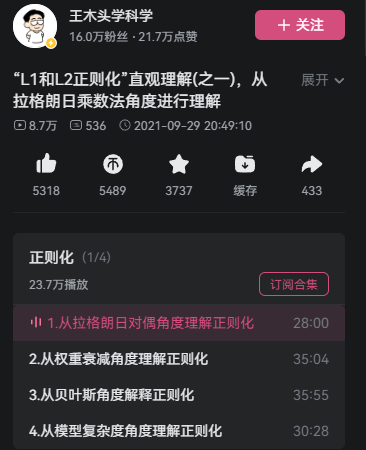 王木头学科学
16.0万粉丝·21.7万点赞
+ 关注
“L1和L2正则化”直观理解(之一)，从
拉格朗日乘数法角度进行理解
展开
8.7万 536 2021-09-29 20:49:10
5318 5489 3737 缓存 433
正则化 (1/4)
23.7万播放
订阅合集
1.从拉格朗日对偶角度理解正则化 28:00
2.从权重衰减角度理解正则化 35:04
3.从贝叶斯角度解释正则化 35:55
4.从模型复杂度角度理解正则化 30:28